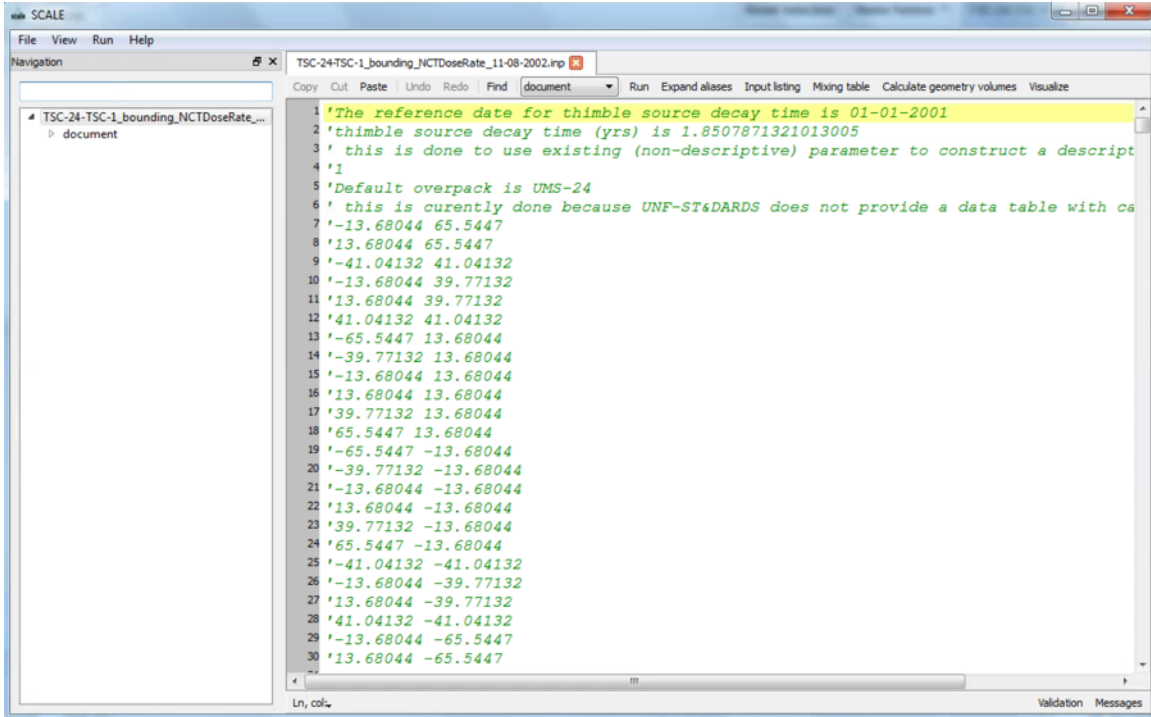 SCALE
File View Run Help
Navigation
TSC-24-TSC-1_bounding_NCTDoseRate_11-08-2002.inp
Copy Cut Paste Undo Redo Find document Run Expand aliases Input listing Mixing table Calculate geometry volumes Visualize
TSC-24-TSC-1_bounding_NCTDoseRate_...
document
1 'The reference date for thimble source decay time is 01-01-2001
2 'thimble source decay time (yrs) is 1.8507871321013005
3 ' this is done to use existing (non-descriptive) parameter to construct a descript
4 '1
5 'Default overpack is UMS-24
6 ' this is curently done because UNF-ST&DARDS does not provide a data table with ca
7 '-13.68044 65.5447
8 '13.68044 65.5447
9 '-41.04132 41.04132
10 '-13.68044 39.77132
11 '13.68044 39.77132
12 '41.04132 41.04132
13 '-65.5447 13.68044
14 '-39.77132 13.68044
15 '-13.68044 13.68044
16 '13.68044 13.68044
17 '39.77132 13.68044
18 '65.5447 13.68044
19 '-65.5447 -13.68044
20 '-39.77132 -13.68044
21 '-13.68044 -13.68044
22 '13.68044 -13.68044
23 '39.77132 -13.68044
24 '65.5447 -13.68044
25 '-41.04132 -41.04132
26 '-13.68044 -39.77132
27 '13.68044 -39.77132
28 '41.04132 -41.04132
29 '-13.68044 -65.5447
30 '13.68044 -65.5447
Ln, col:
Validation Messages